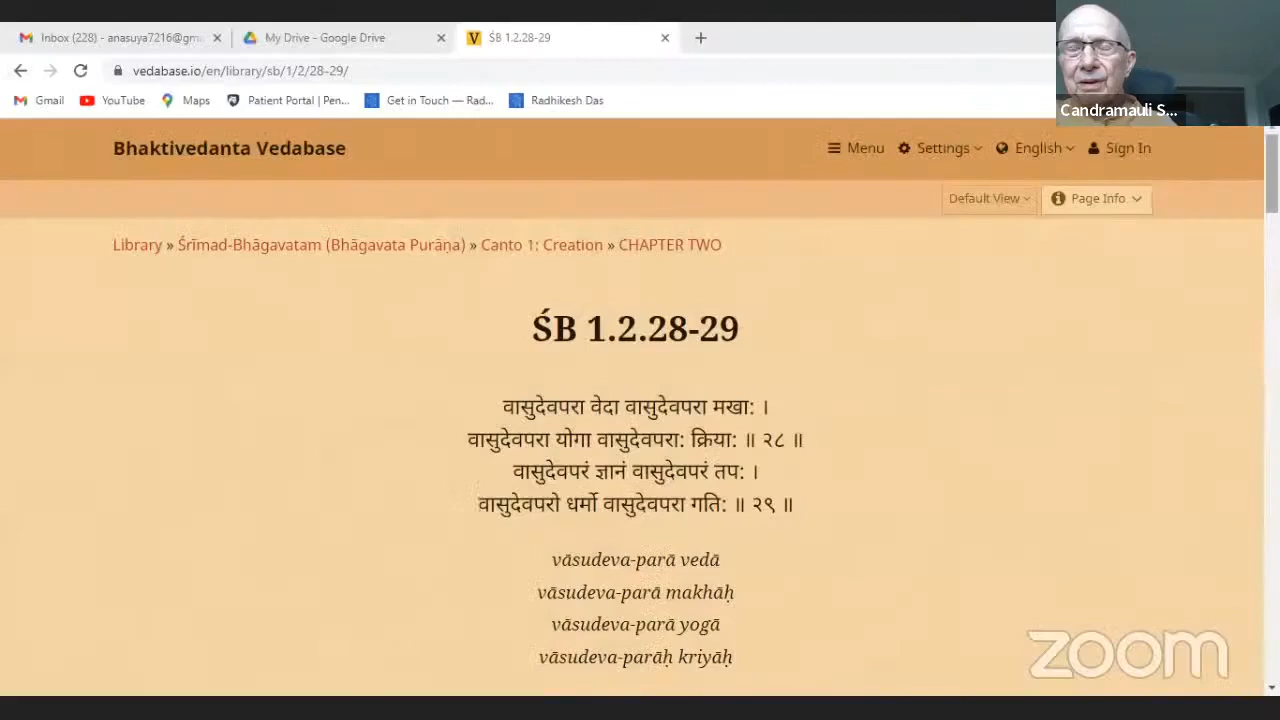 Inbox (228) - anasuya7216@gm
My Drive - Google Drive
ŚB 1.2.28-29
vedabase.io/en/library/sb/1/2/28-29/
Gmail
YouTube
Maps
Patient Portal | Pen...
Get in Touch — Rad...
Radhikesh Das
Candramauli S...
Bhaktivedanta Vedabase
Menu
Settings
English
Sign In
Default View
Page Info
Library » Śrīmad-Bhāgavatam (Bhāgavata Purāṇa) » Canto 1: Creation » CHAPTER TWO
ŚB 1.2.28-29
वासुदेवपरा वेदा वासुदेवपरा मखा: ।
वासुदेवपरा योगा वासुदेवपरा: क्रिया: ॥ २८ ॥
वासुदेवपरं ज्ञानं वासुदेवपरं तप: ।
वासुदेवपरो धर्मो वासुदेवपरा गति: ॥ २९ ॥
vāsudeva-parā vedā
vāsudeva-parā makhāḥ
vāsudeva-parā yogā
vāsudeva-parāḥ kriyāḥ
zoom